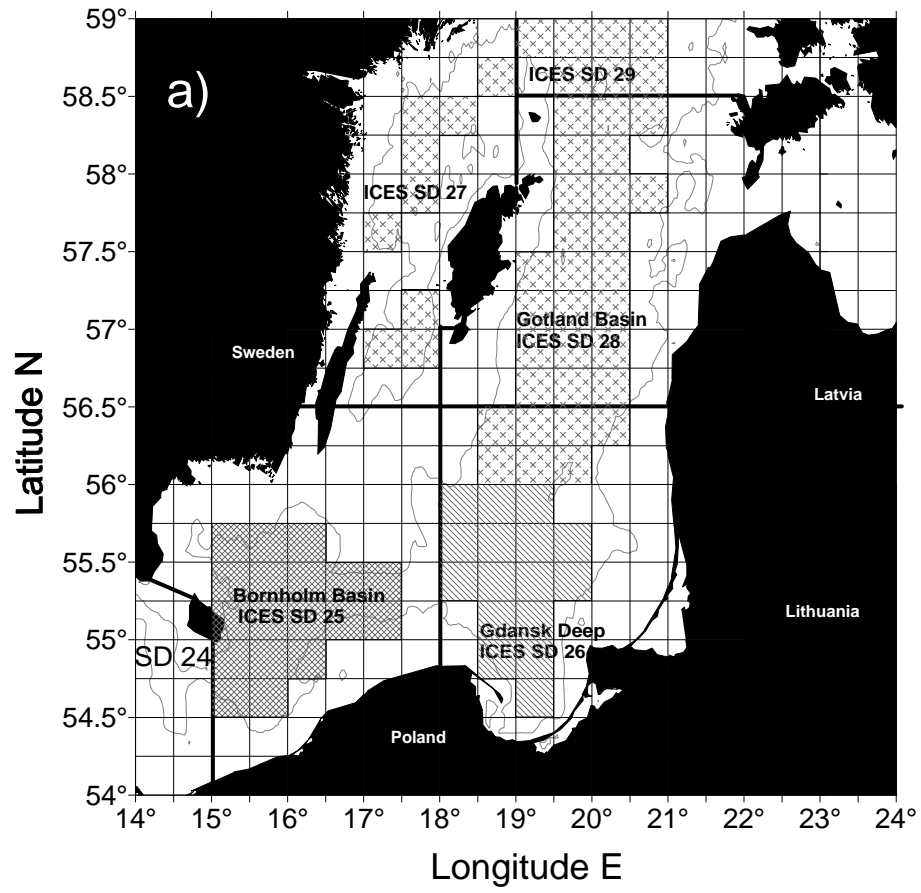 59°
ICES SD 29
a)
58.5°
58°
ICES SD 27
57.5°
57°
Gotland Basin
ICES SD 28
Sweden
56.5°
Latvia
Latitude N
56°
55.5°
Bornholm Basin
ICES SD 25
Lithuania
55°
Gdansk Deep
ICES SD 26
SD 24
54.5°
Poland
54°
14° 15° 16° 17° 18° 19° 20° 21° 22° 23° 24°
Longitude E